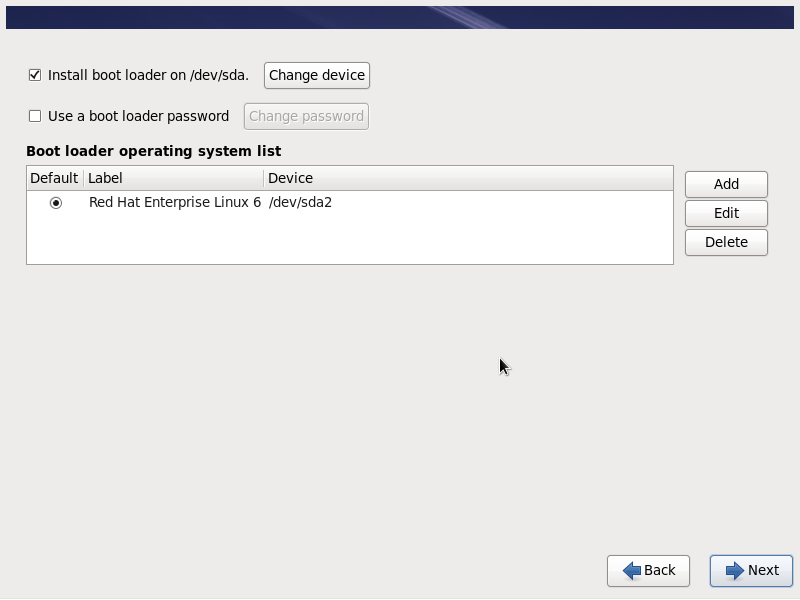 Install boot loader on /dev/sda. Change device
Use a boot loader password Change password
Boot loader operating system list
Default Label Device
Red Hat Enterprise Linux 6 /dev/sda2
Add
Edit
Delete
Back Next